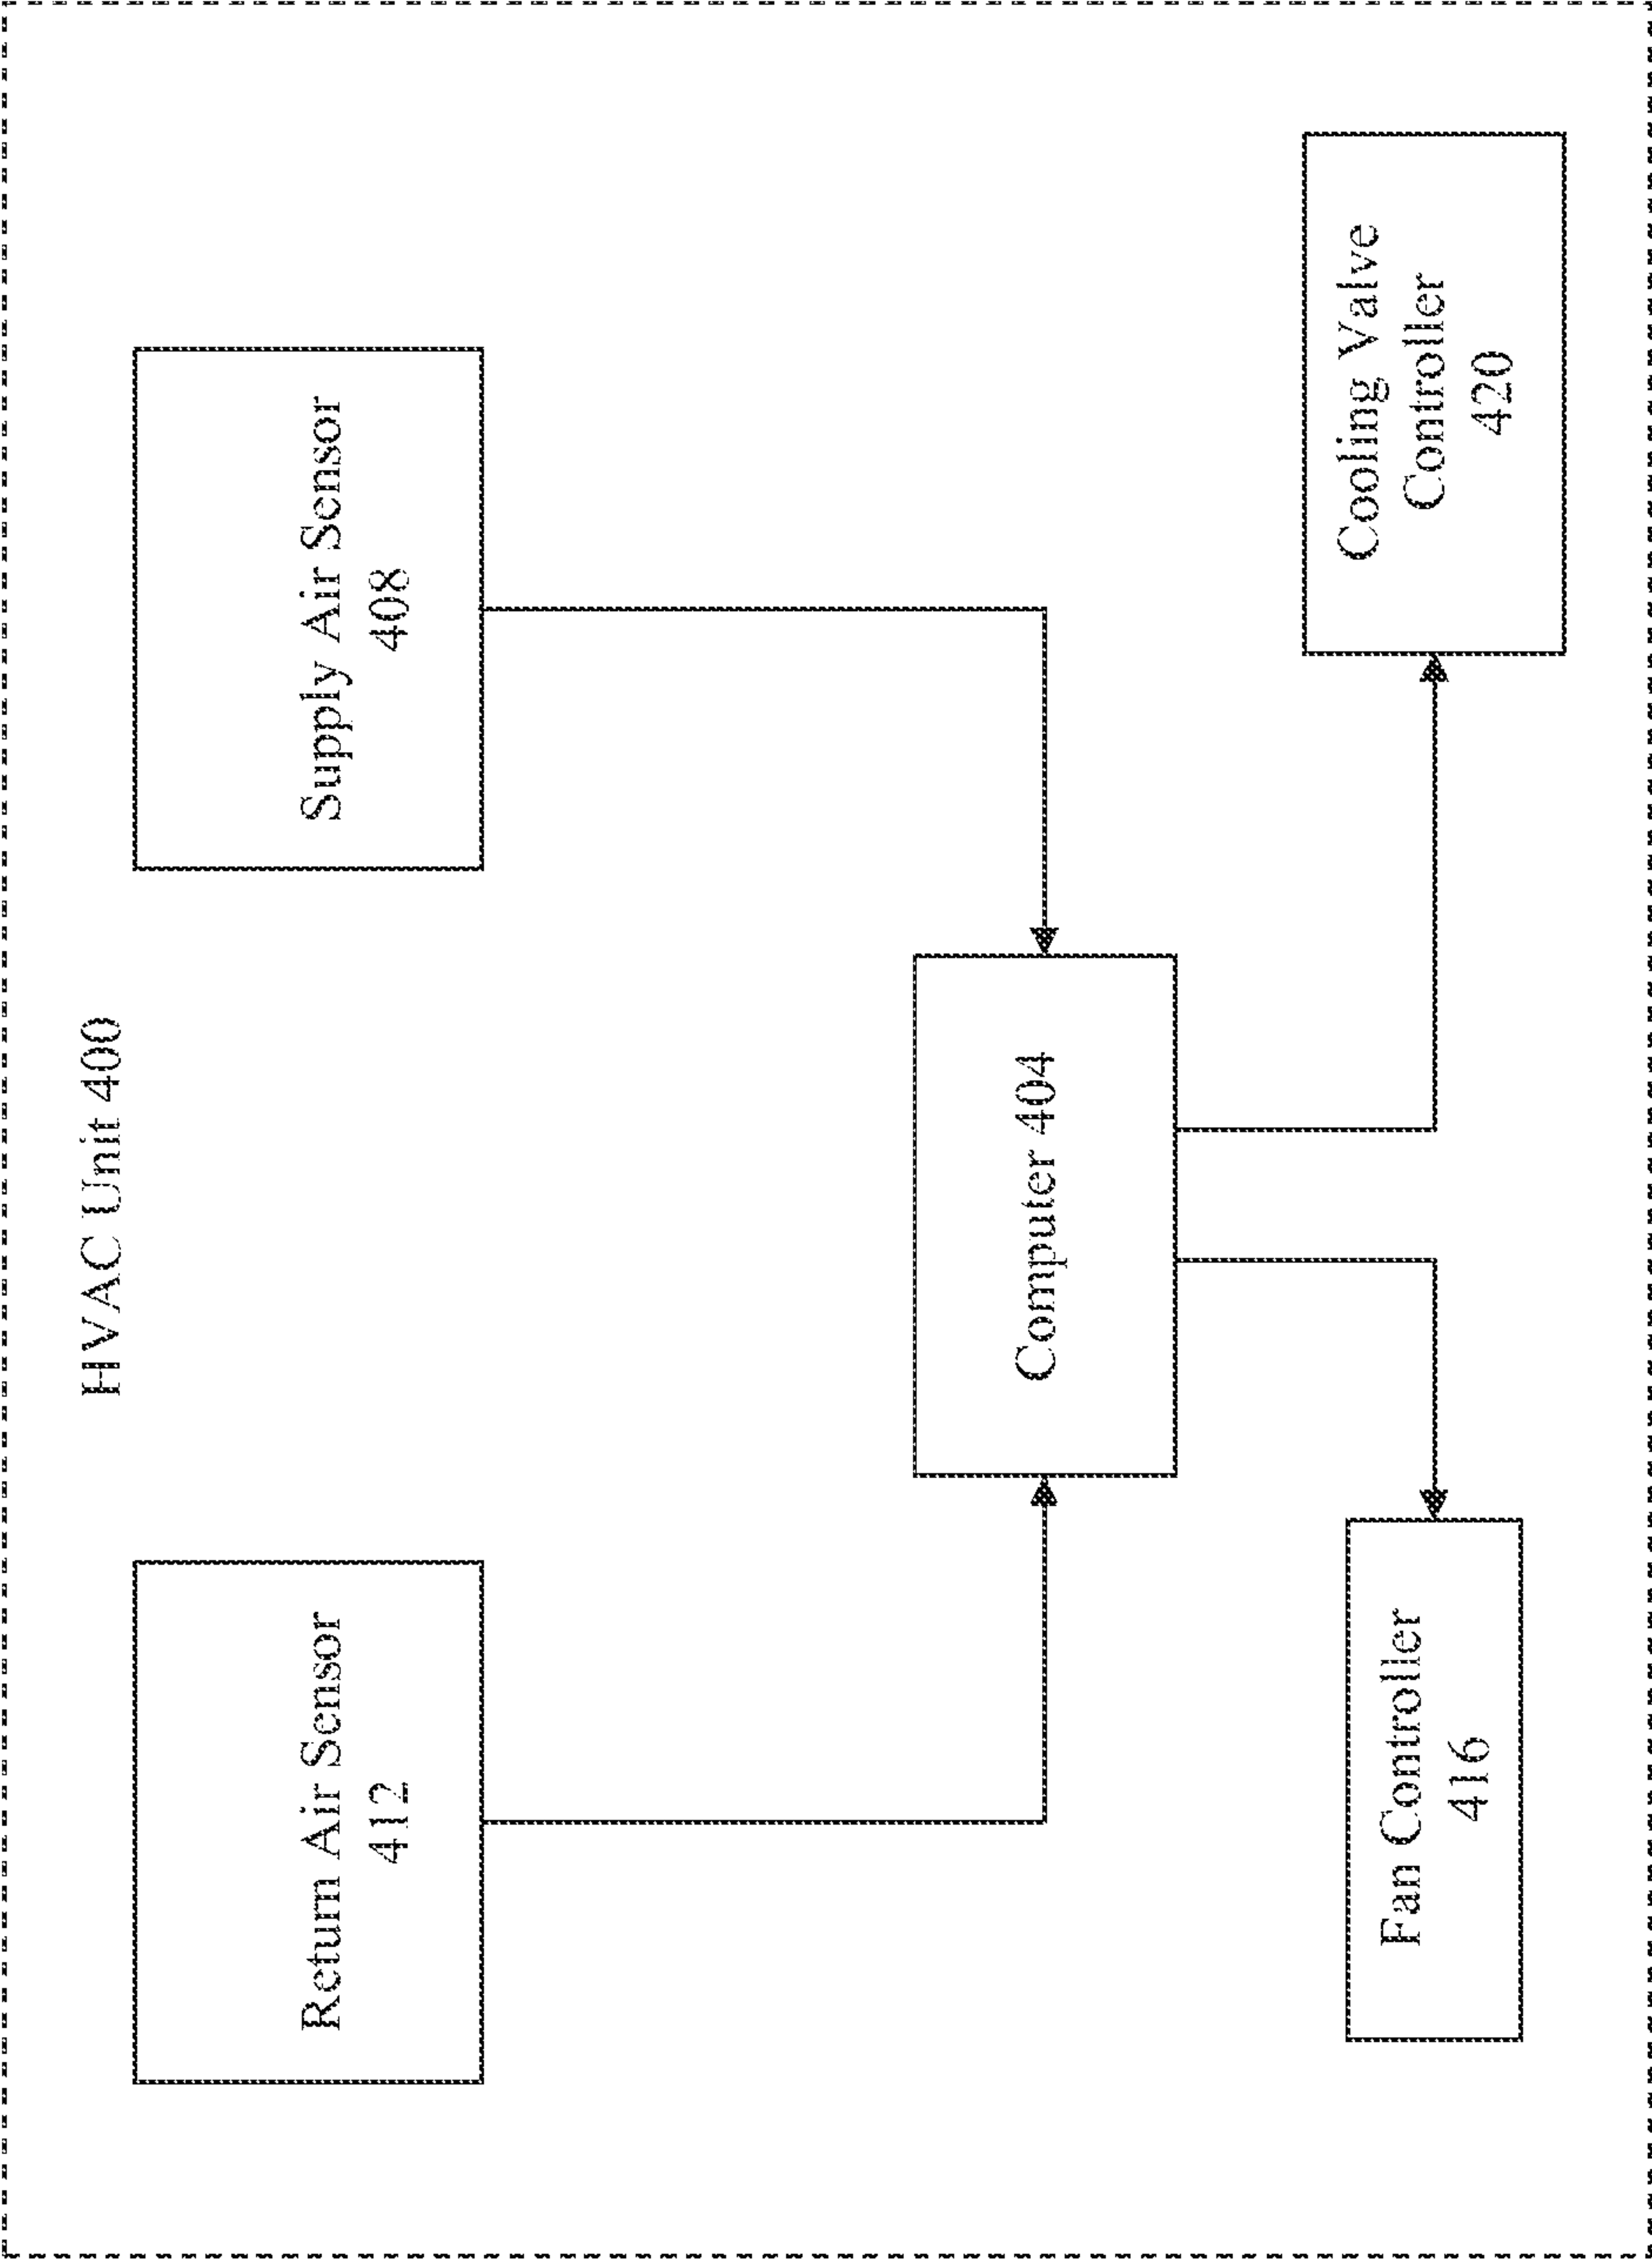 HVAC Unit 400
Return Air Sensor
412
Supply Air Sensor
408
Computer 404
Fan Controller
416
Cooling Valve
Controller
420